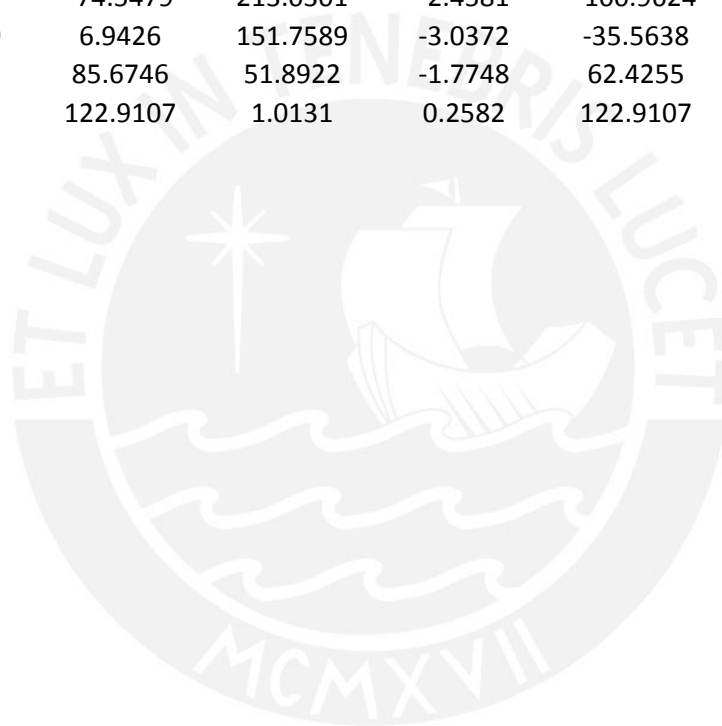 6.9426 151.7589 -3.0372 -35.5638
85.6746 51.8922 -1.7748 62.4255
122.9107 1.0131 0.2582 122.9107
ET LUX IN TENEBRIS LUCET
MCMXVII